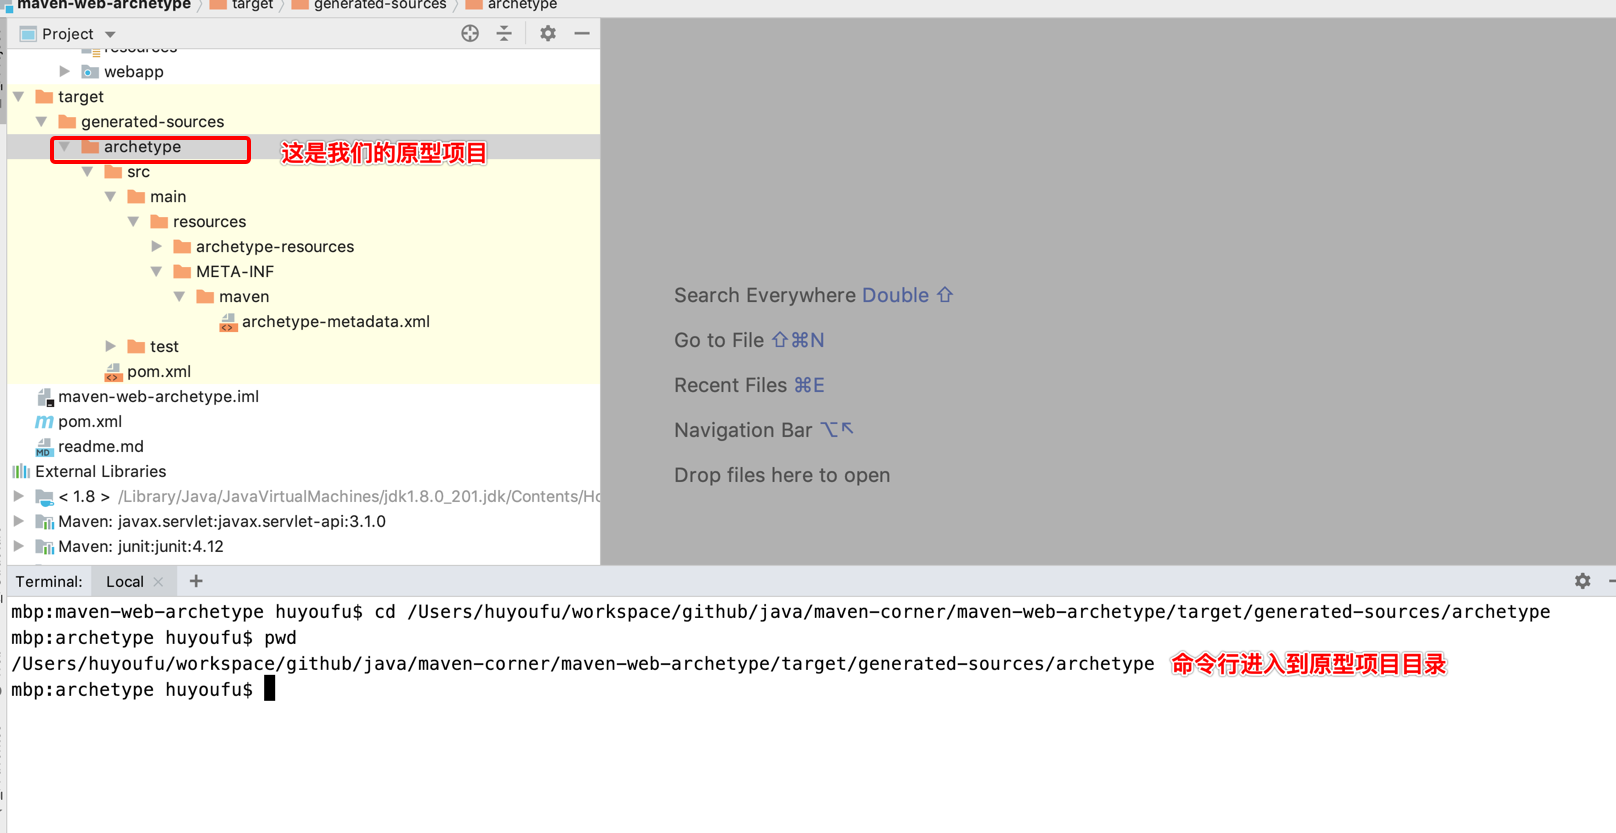 maven-web-archetype 〉 target 〉 generated-sources 〉 archetype
Project
resources
webapp
target
generated-sources
archetype
这是我们的原型项目
src
main
resources
archetype-resources
META-INF
maven
archetype-metadata.xml
test
pom.xml
maven-web-archetype.iml
pom.xml
readme.md
External Libraries
< 1.8 > /Library/Java/JavaVirtualMachines/jdk1.8.0_201.jdk/Contents/Ho
Maven: javax.servlet:javax.servlet-api:3.1.0
Maven: junit:junit:4.12
Search Everywhere Double ⇧
Go to File ⇧⌘N
Recent Files ⌘E
Navigation Bar ⌥↖
Drop files here to open
Terminal: Local × +
mbp:maven-web-archetype huyoufu$ cd /Users/huyoufu/workspace/github/java/maven-corner/maven-web-archetype/target/generated-sources/archetype
mbp:archetype huyoufu$ pwd
/Users/huyoufu/workspace/github/java/maven-corner/maven-web-archetype/target/generated-sources/archetype 命令行进入到原型项目目录
mbp:archetype huyoufu$